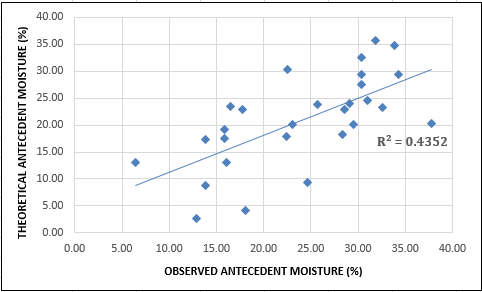 40.00
35.00
30.00
25.00
20.00
15.00
10.00
5.00
0.00
THEORETICAL ANTECEDENT MOISTURE (%)
R² = 0.4352
0.00 5.00 10.00 15.00 20.00 25.00 30.00 35.00 40.00
OBSERVED ANTECEDENT MOISTURE (%)